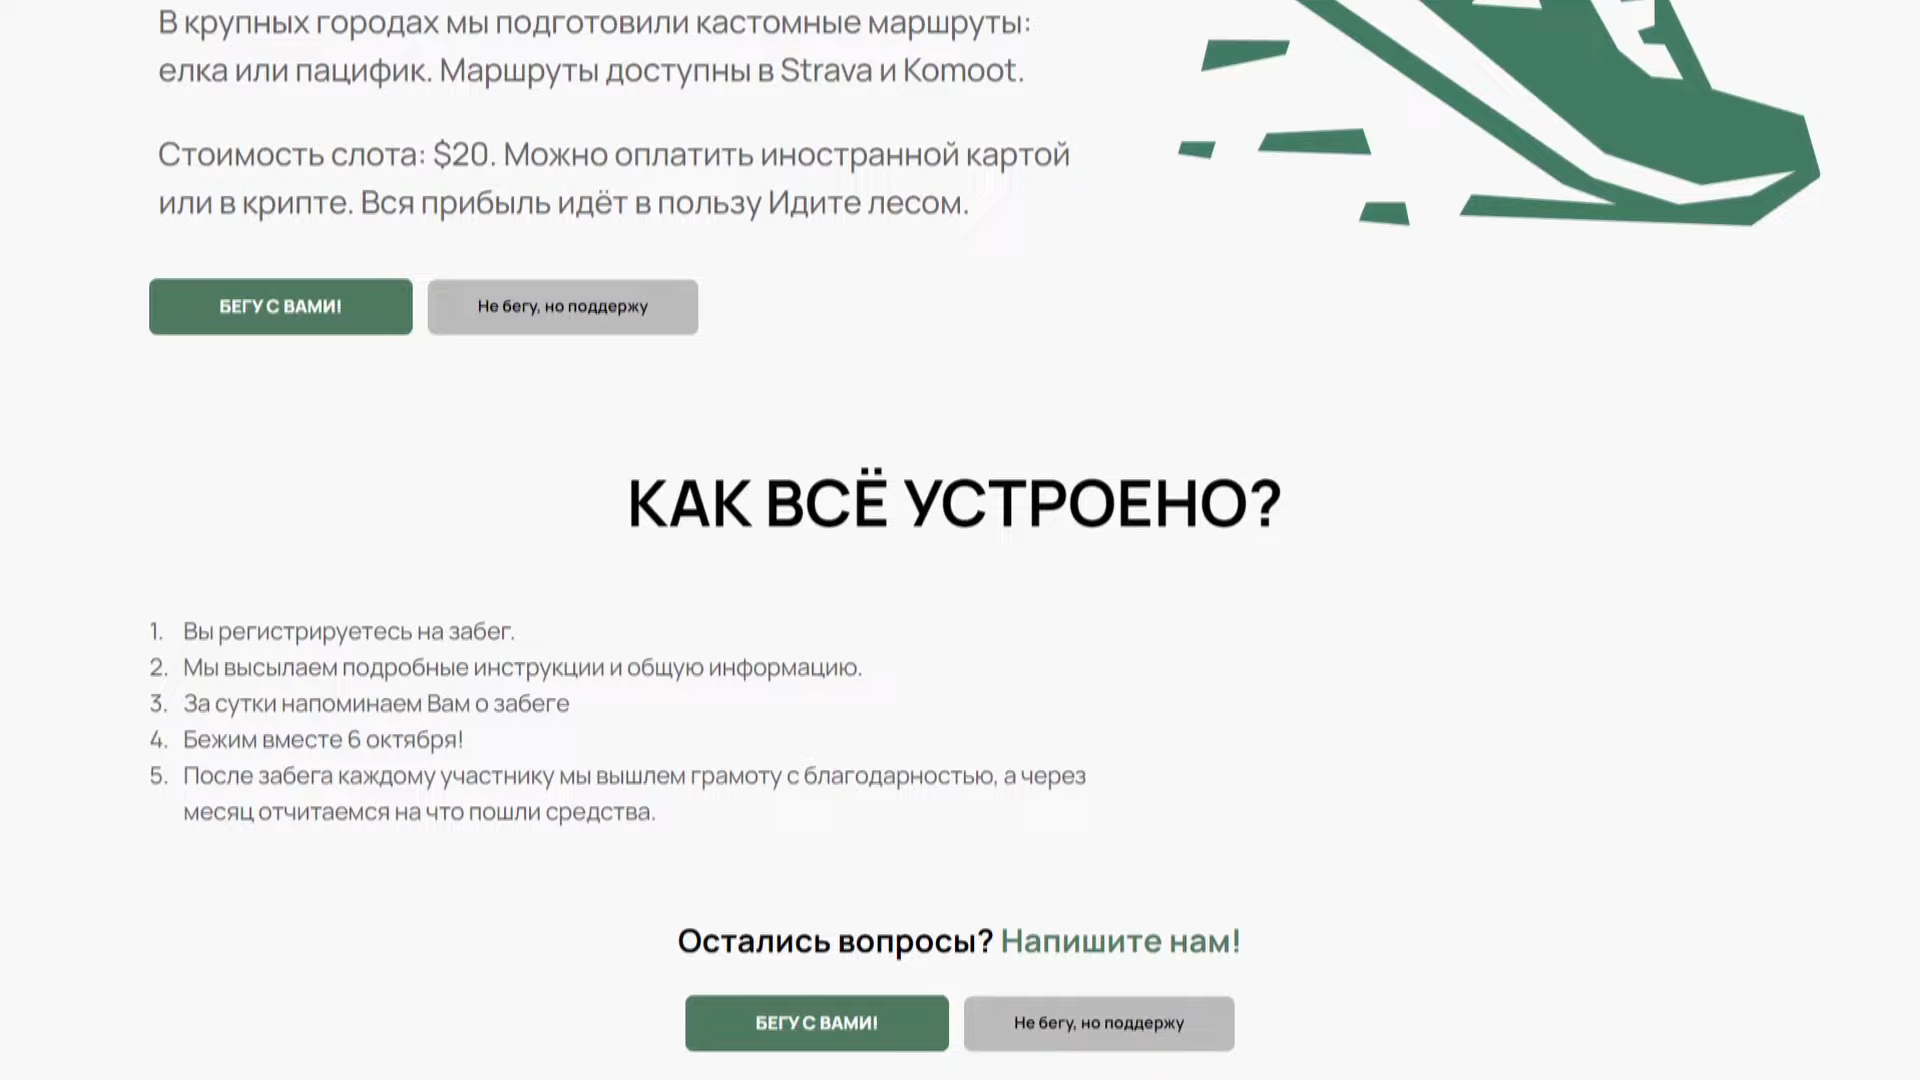 В крупных городах мы подготовили кастомные маршруты:
елка или пацифик. Маршруты доступны в Strava и Komoot.
Стоимость слота: $20. Можно оплатить иностранной картой
или в крипте. Вся прибыль идёт в пользу Идите лесом.
БЕГУ С ВАМИ!
Не бегу, но поддержу
КАК ВСЁ УСТРОЕНО?
1. Вы регистрируетесь на забег.
2. Мы высылаем подробные инструкции и общую информацию.
3. За сутки напоминаем Вам о забеге
4. Бежим вместе 6 октября!
5. После забега каждому участнику мы вышлем грамоту с благодарностью, а через
месяц отчитаемся на что пошли средства.
Остались вопросы? Напишите нам!
БЕГУ С ВАМИ!
Не бегу, но поддержу